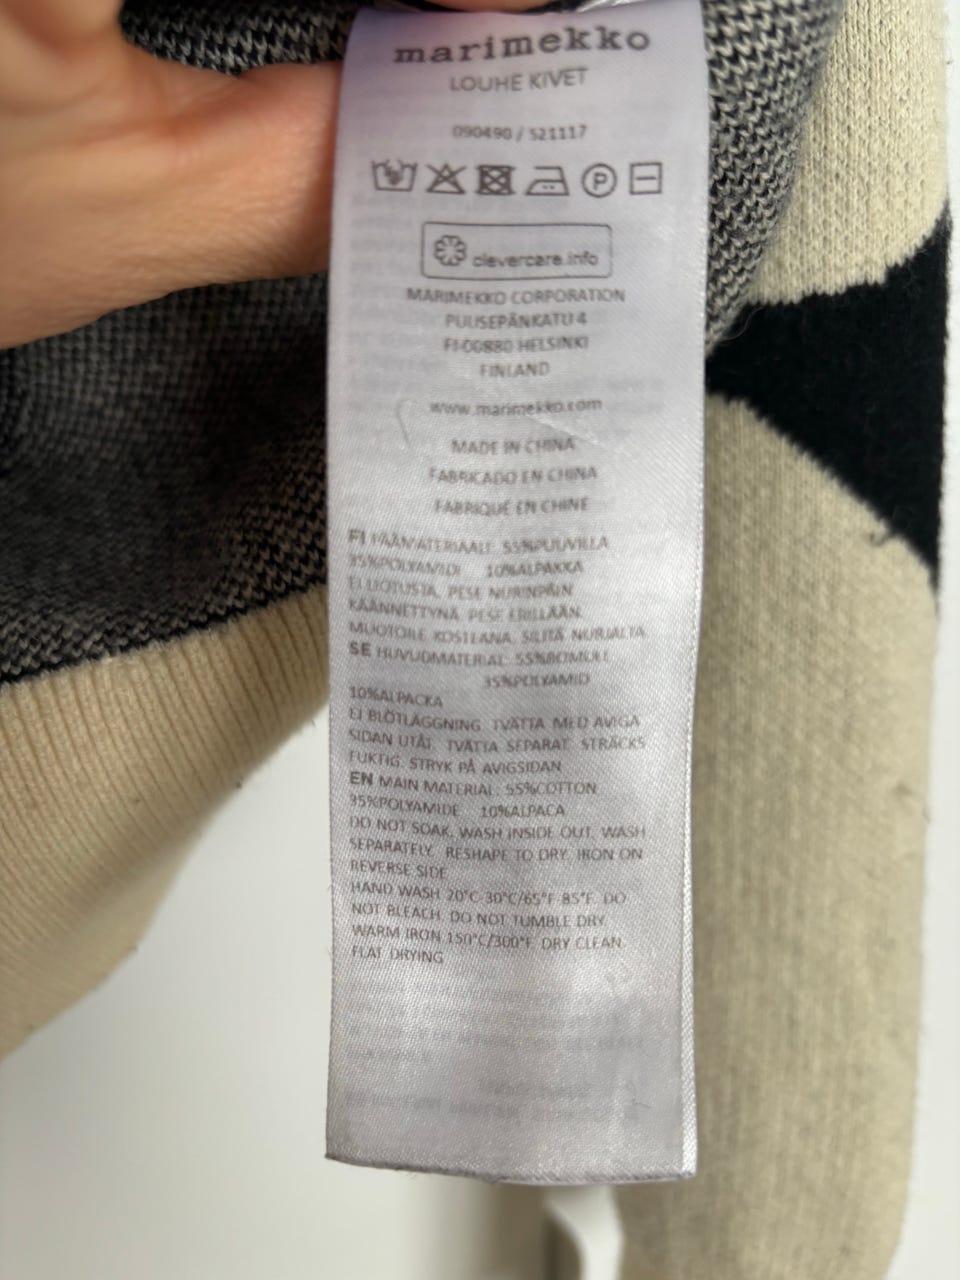 marimekko
LOUHE KIVET
090490 / 521117
P
clevercare.info
MARIMEKKO CORPORATION
PUUSEPÄNKATU 4
FI-00880 HELSINKI
FINLAND
www.marimekko.com
MADE IN CHINA
FABRICADO EN CHINA
FABRIQUÉ EN CHINE
FI PÄÄMATERIAALI: 55%PUUVILLA
35%POLYAMIDI 10%ALPAKKA
EI LIOTUSTA. PESE NURINPÄIN
KÄÄNNETTYNÄ. PESE ERILLÄÄN.
MUOTOILE KOSTEANA. SILITÄ NURJALTA
SE HUVUDMATERIAL: 55%BOMULL
35%POLYAMID
10%ALPACKA
EJ BLÖTLÄGGNING. TVÄTTA MED AVIGA
SIDAN UTÅT. TVÄTTA SEPARAT. STRÄCKS
FUKTIG. STRYK PÅ AVIGSIDAN
EN MAIN MATERIAL: 55%COTTON
35%POLYAMIDE 10%ALPACA
DO NOT SOAK. WASH INSIDE OUT. WASH
SEPARATELY. RESHAPE TO DRY. IRON ON
REVERSE SIDE
HAND WASH 20°C-30°C/65°F-85°F. DO
NOT BLEACH. DO NOT TUMBLE DRY.
WARM IRON 150°C/300°F. DRY CLEAN.
FLAT DRYING